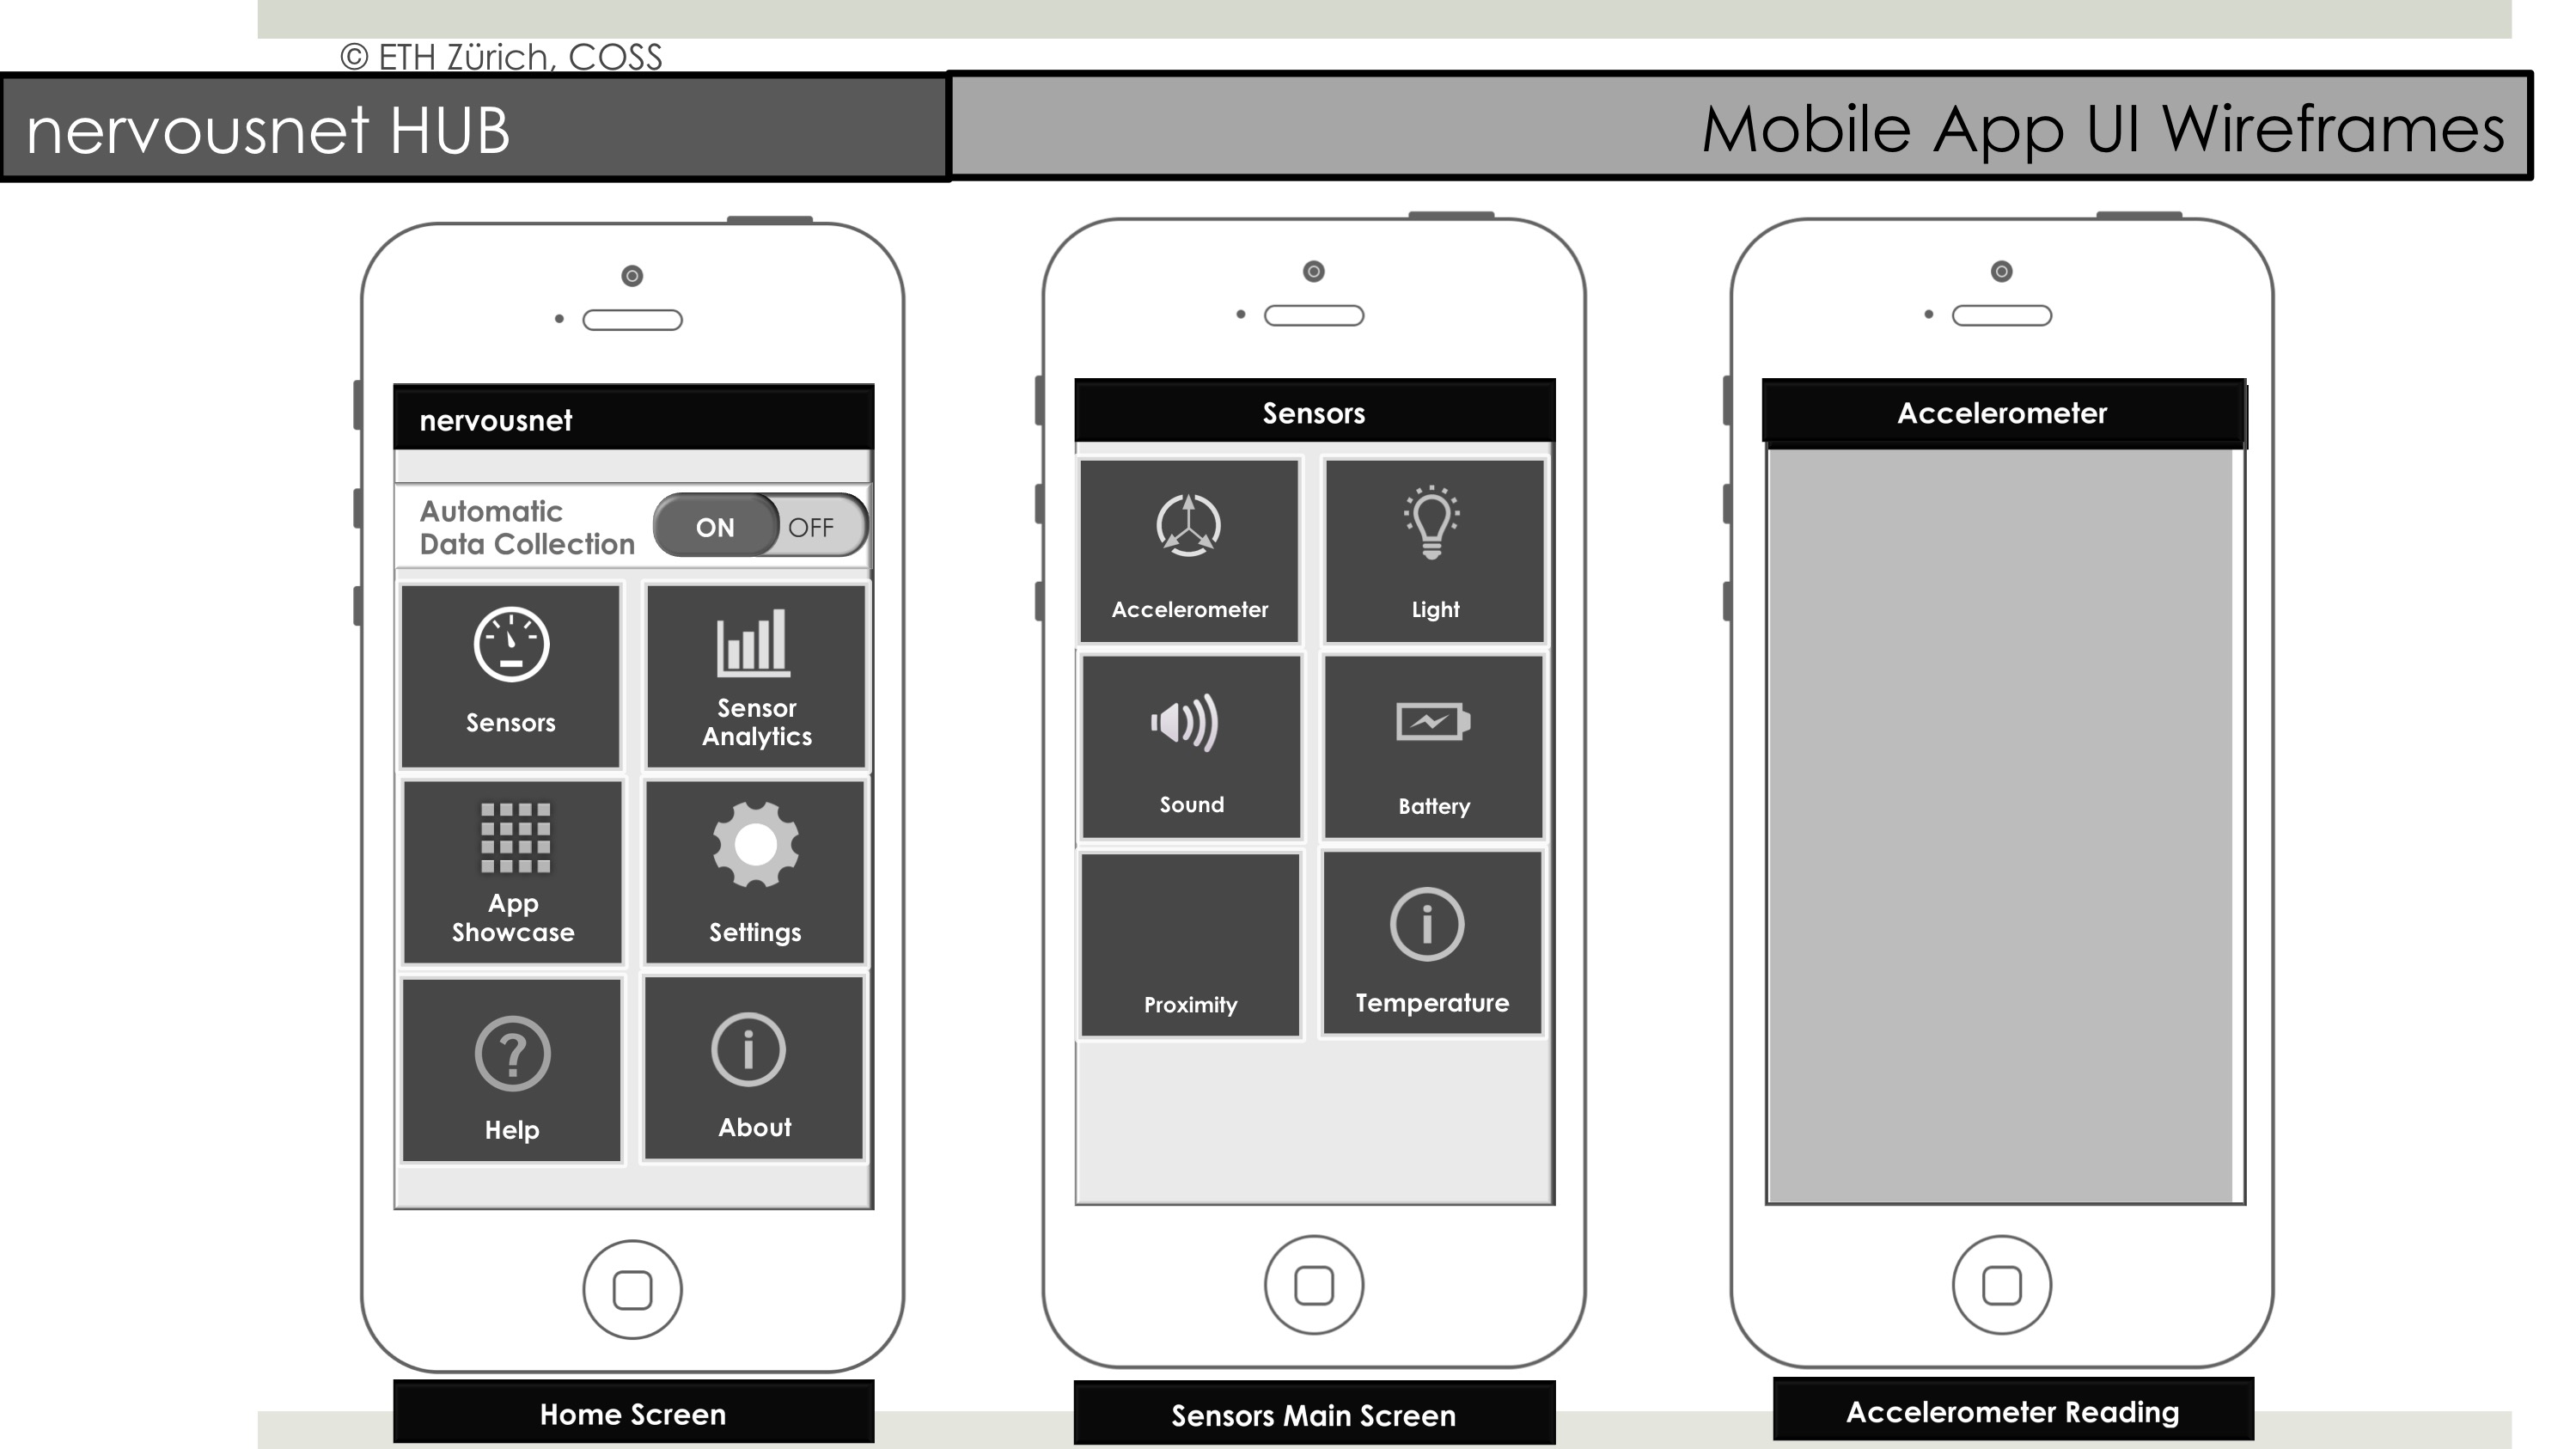 © ETH Zürich, COSS
nervousnet HUB
Mobile App UI Wireframes
nervousnet
Automatic
Data Collection
ON
OFF
Sensors
Sensor
Analytics
App
Showcase
Settings
Help
About
Home Screen
Sensors
Accelerometer
Light
Sound
Battery
Proximity
Temperature
Sensors Main Screen
Accelerometer
Accelerometer Reading